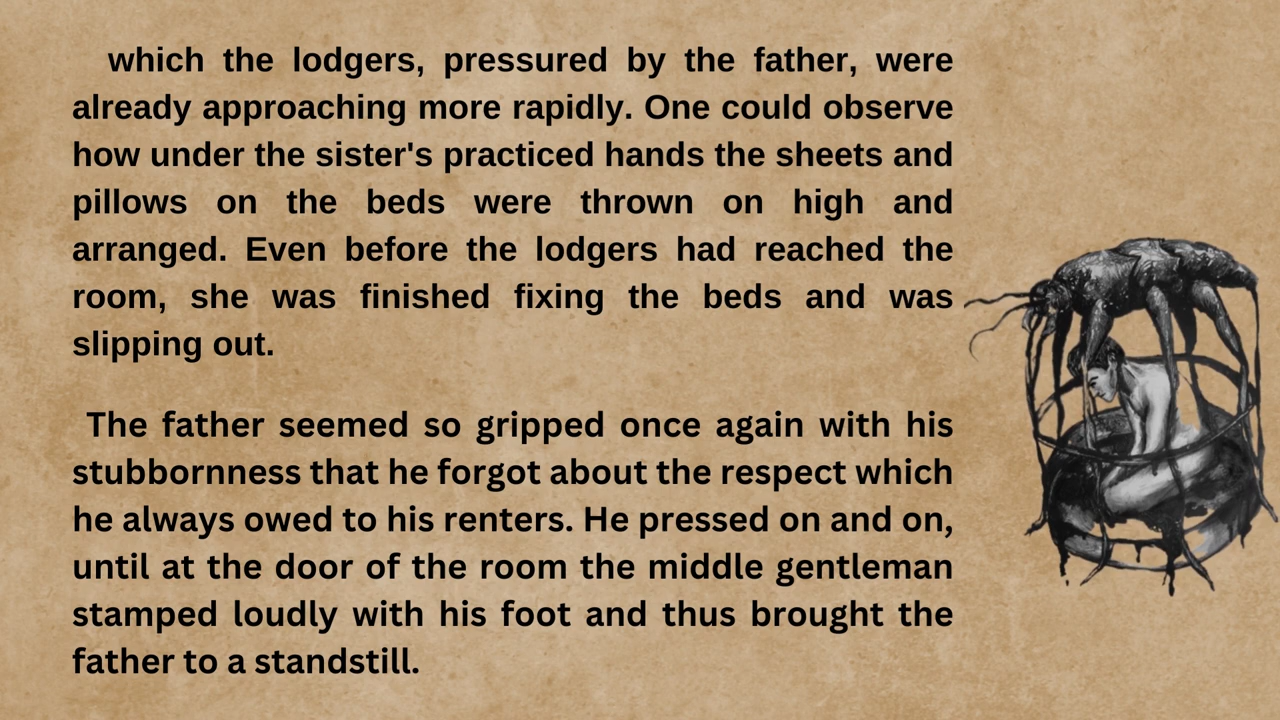 which the lodgers, pressured by the father, were
already approaching more rapidly. One could observe
how under the sister's practiced hands the sheets and
pillows on the beds were thrown on high and
arranged. Even before the lodgers had reached the
room, she was finished fixing the beds and was
slipping out.
The father seemed so gripped once again with his
stubbornness that he forgot about the respect which
he always owed to his renters. He pressed on and on,
until at the door of the room the middle gentleman
stamped loudly with his foot and thus brought the
father to a standstill.